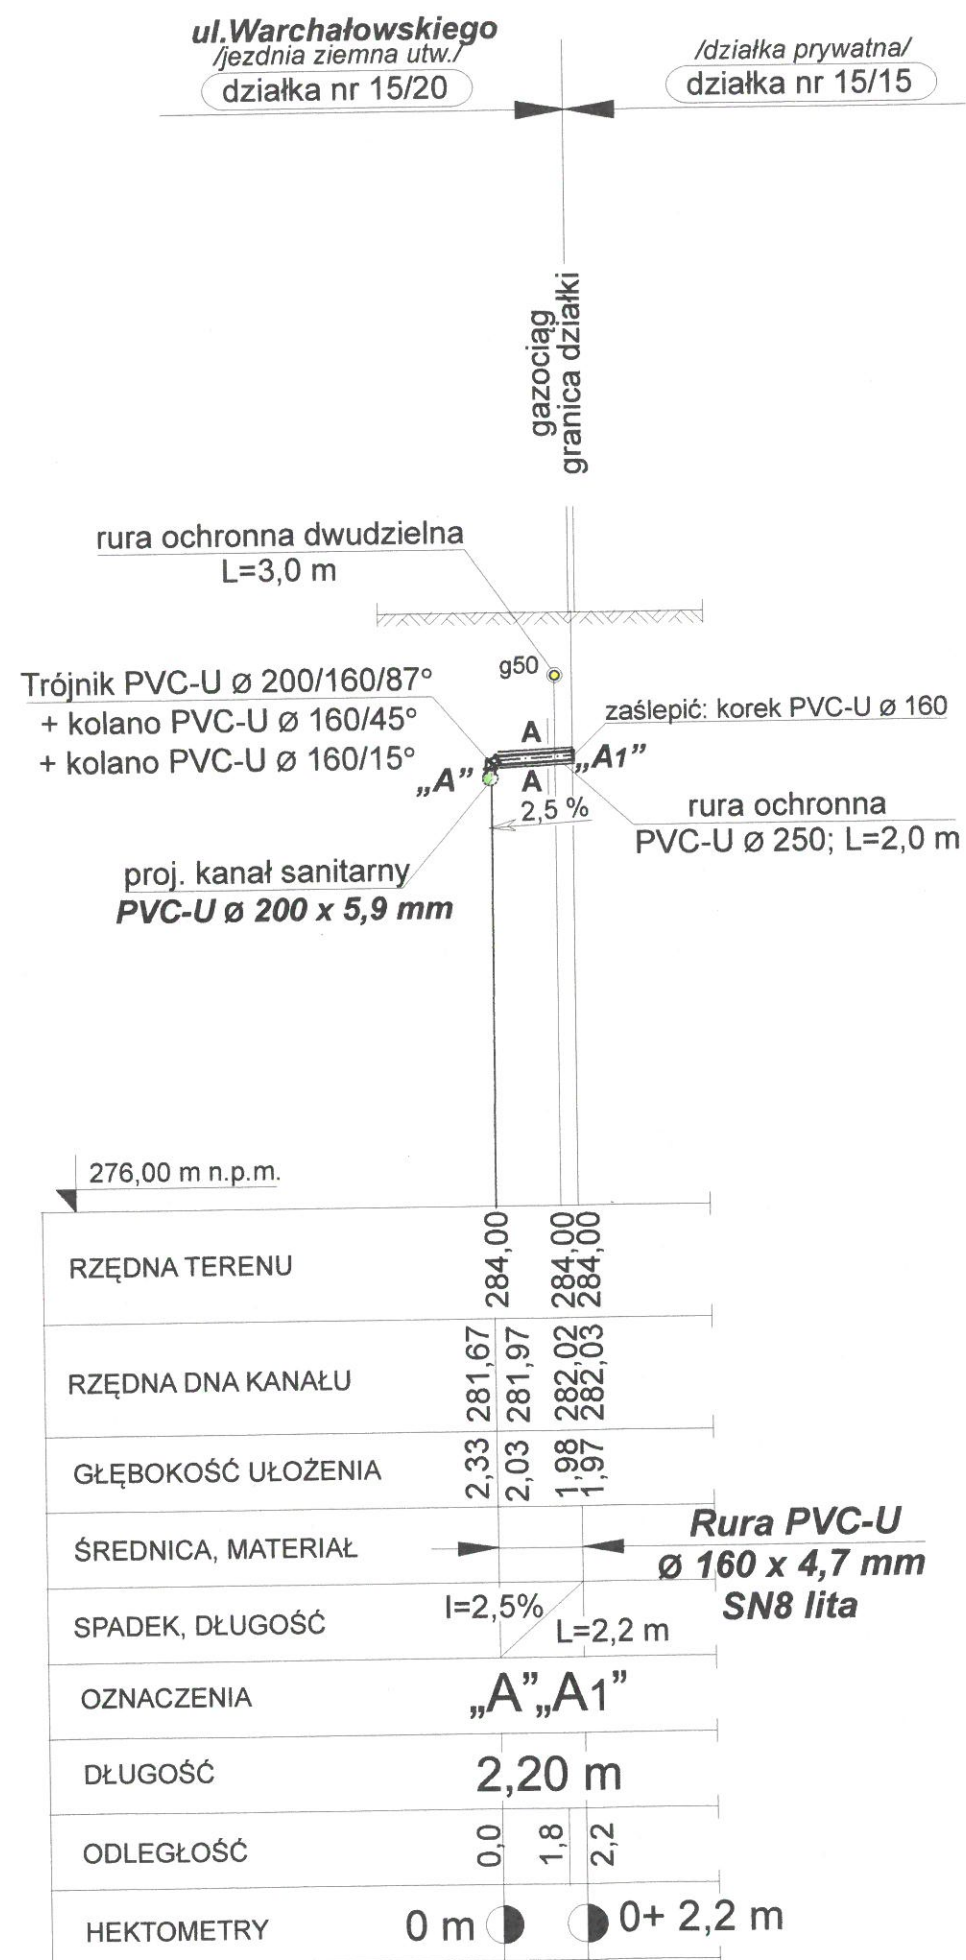 ul.Warchałowskiego
/jezdnia ziemna utw./
działka nr 15/20
/działka prywatna/
działka nr 15/15
gazociąg
granica działki
rura ochronna dwudzielna
L=3,0 m
g50
Trójnik PVC-U Ø 200/160/87°
+ kolano PVC-U Ø 160/45°
+ kolano PVC-U Ø 160/15°
zaślepić: korek PVC-U Ø 160
A
„A” „A1”
A
2,5 %
rura ochronna
PVC-U Ø 250; L=2,0 m
proj. kanał sanitarny
PVC-U Ø 200 x 5,9 mm
276,00 m n.p.m.
RZĘDNA TERENU 284,00 284,00 284,00
RZĘDNA DNA KANAŁU 281,67 281,97 282,02 282,03
GŁĘBOKOŚĆ UŁOŻENIA 2,33 2,03 1,98 1,97
ŚREDNICA, MATERIAŁ
Rura PVC-U
Ø 160 x 4,7 mm
SN8 lita
SPADEK, DŁUGOŚĆ I=2,5% L=2,2 m
OZNACZENIA „A” „A1”
DŁUGOŚĆ 2,20 m
ODLEGŁOŚĆ 0,0 1,8 2,2
HEKTOMETRY 0 m 0+ 2,2 m